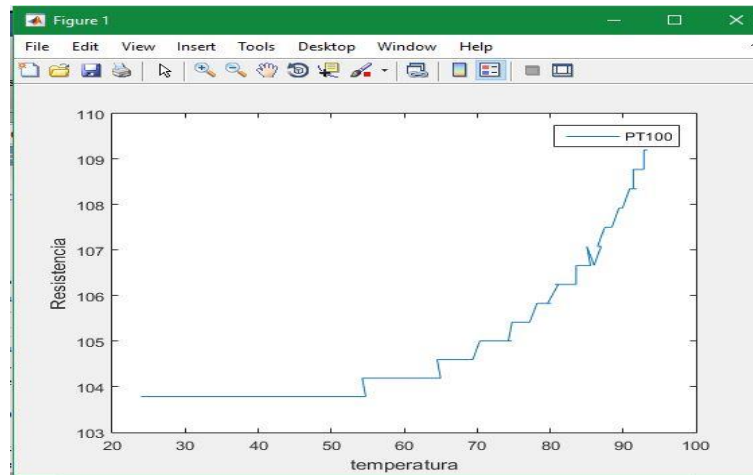 Figure 1
File Edit View Insert Tools Desktop Window Help
110
109
108
107
106
105
104
103
Resistencia
PT100
20 30 40 50 60 70 80 90 100
temperatura